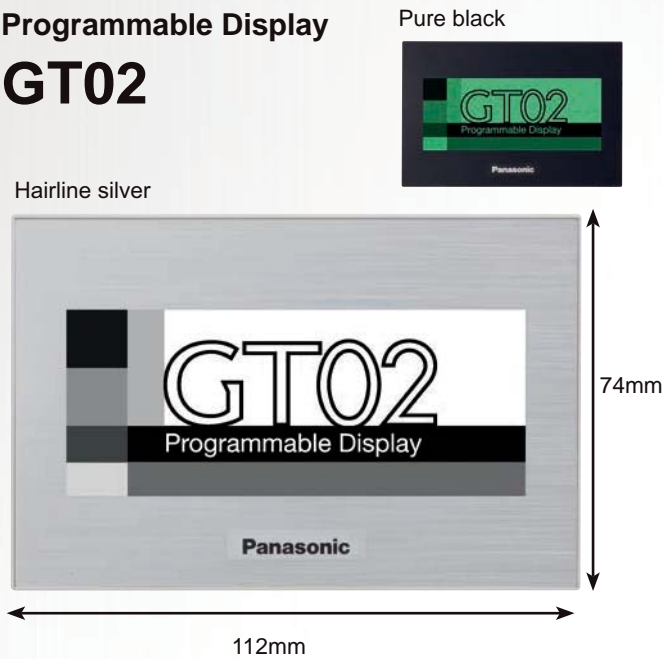 Programmable Display
GT02
Pure black
GT02
Programmable Display
Panasonic
Hairline silver
GT02
Programmable Display
Panasonic
74mm
112mm